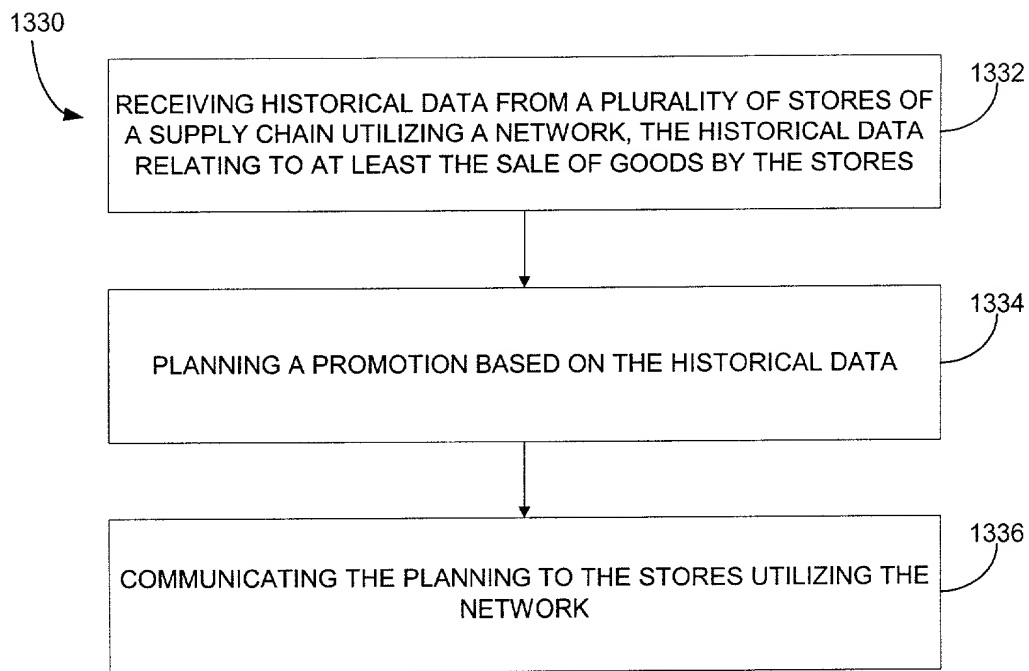 1330
1332
RECEIVING HISTORICAL DATA FROM A PLURALITY OF STORES OF
A SUPPLY CHAIN UTILIZING A NETWORK, THE HISTORICAL DATA
RELATING TO AT LEAST THE SALE OF GOODS BY THE STORES
1334
PLANNING A PROMOTION BASED ON THE HISTORICAL DATA
1336
COMMUNICATING THE PLANNING TO THE STORES UTILIZING THE
NETWORK